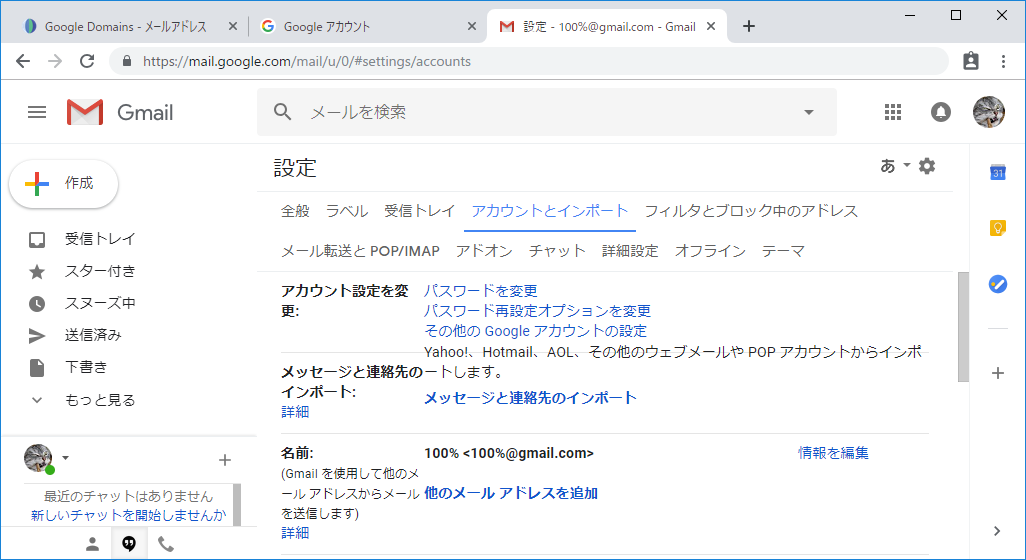 Google Domains - メールアドレス
Google アカウント
設定 - 100%@gmail.com - Gmail
https://mail.google.com/mail/u/0/#settings/accounts
Gmail
メールを検索
作成
受信トレイ
スター付き
スヌーズ中
送信済み
下書き
もっと見る
最近のチャットはありません
新しいチャットを開始しませんか
設定
あ
全般 ラベル 受信トレイ アカウントとインポート フィルタとブロック中のアドレス
メール転送と POP/IMAP アドオン チャット 詳細設定 オフライン テーマ
アカウント設定を変
更:
パスワードを変更
パスワード再設定オプションを変更
その他の Google アカウントの設定
メッセージと連絡先の
インポート:
詳細
Yahoo!、Hotmail、AOL、その他のウェブメールや POP アカウントからインポ
ートします。
メッセージと連絡先のインポート
名前:
(Gmail を使用して他のメ
ール アドレスからメール
を送信します)
詳細
100% <100%@gmail.com>
情報を編集
他のメール アドレスを追加
31